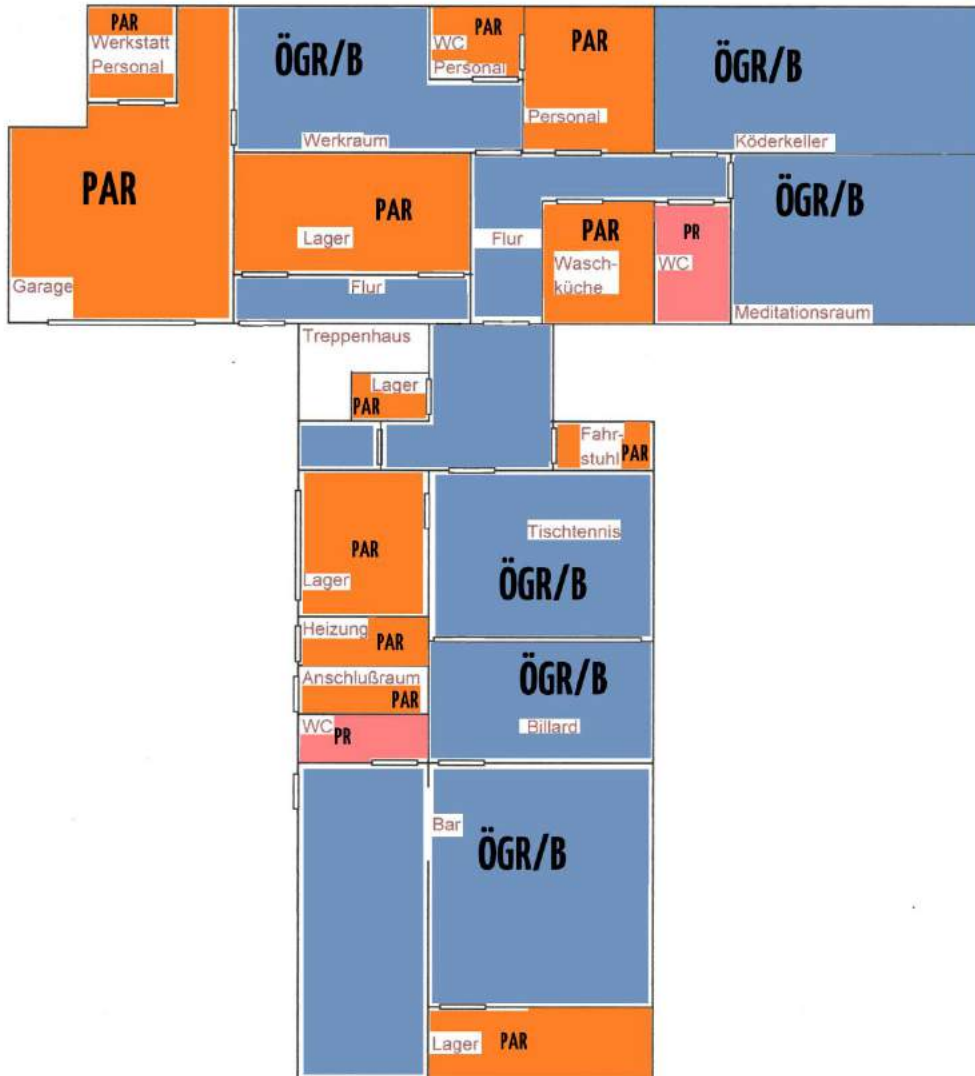 PAR
Werkstatt
Personal
ÖGR/B
Werkraum
PAR
WC
Personal
PAR
Personal
ÖGR/B
Köderkeller
PAR
Garage
PAR
Lager
Flur
Flur
PAR
Wasch-
küche
PR
WC
ÖGR/B
Meditationsraum
Treppenhaus
Lager
PAR
Fahr-
stuhl PAR
PAR
Lager
Tischtennis
ÖGR/B
Heizung
PAR
Anschlußraum
PAR
ÖGR/B
Billard
WC
PR
Bar
ÖGR/B
Lager PAR